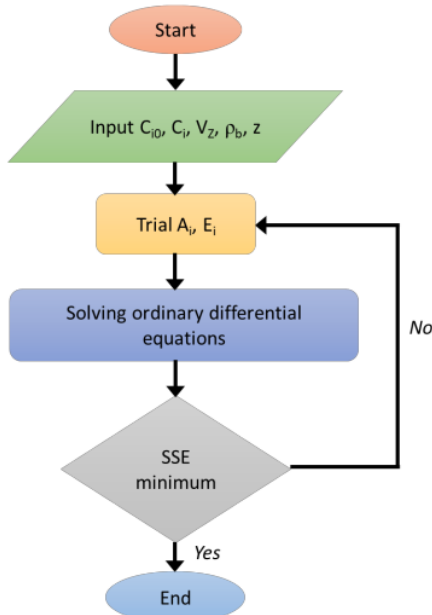 Start
Input C_i0, C_i, V_Z, ρ_b, z
Trial A_i, E_i
Solving ordinary differential
equations
No
SSE
minimum
Yes
End